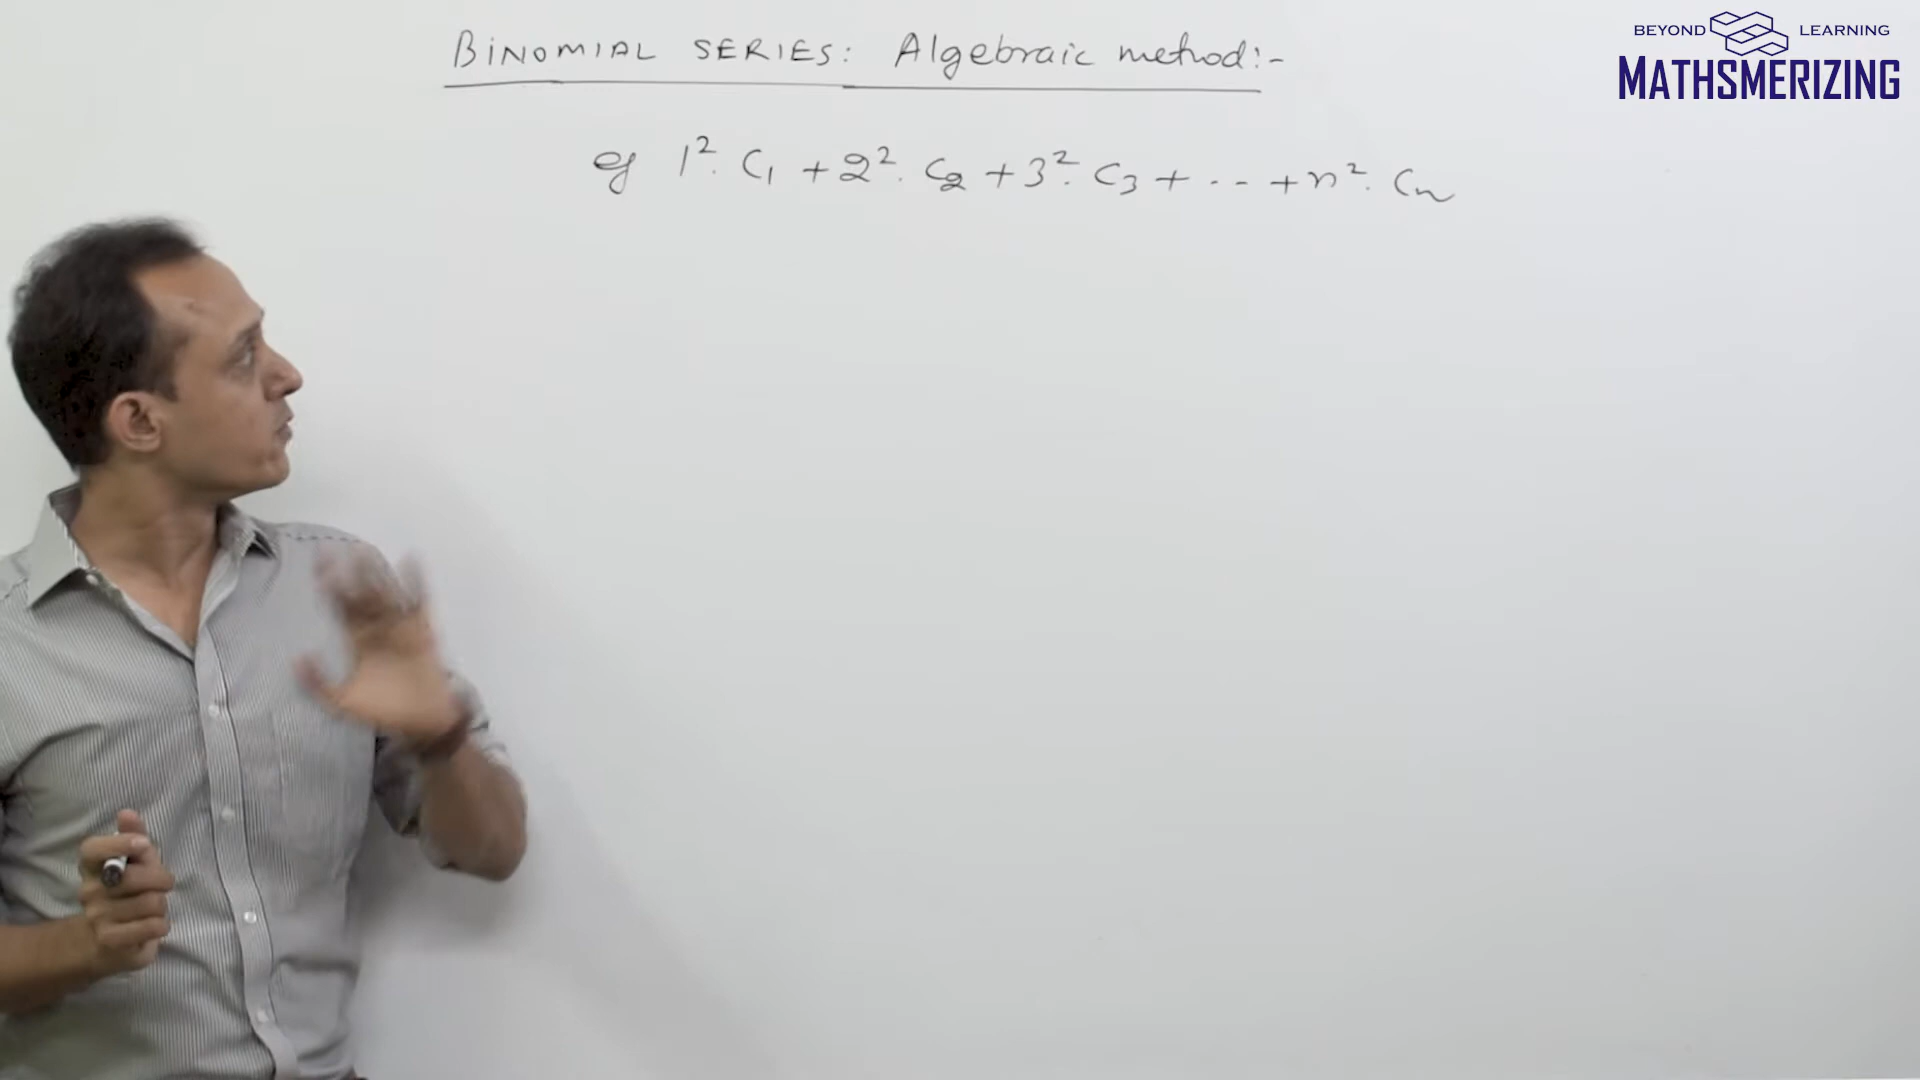 BINOMIAL SERIES: Algebraic method:-
BEYOND LEARNING
MATHSMERIZING
eg 1². C₁ + 2². C₂ + 3². C₃ + ... + n². Cₙ